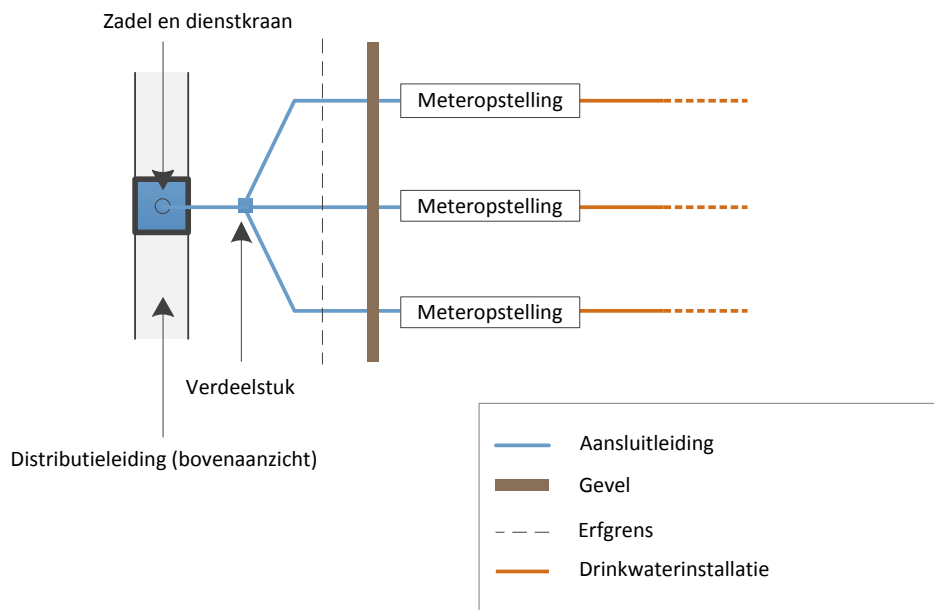 Zadel en dienstkraan
Meteropstelling
Meteropstelling
Meteropstelling
Verdeelstuk
Distributieleiding (bovenaanzicht)
Aansluitleiding
Gevel
Erfgrens
Drinkwaterinstallatie